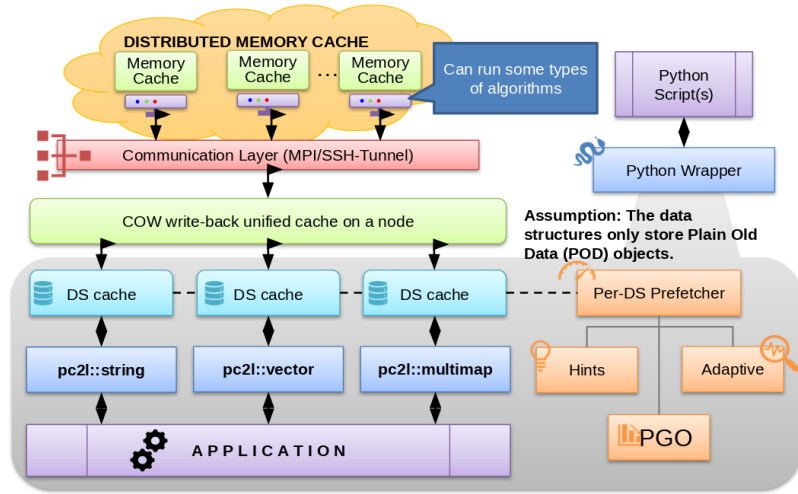 DISTRIBUTED MEMORY CACHE
Memory
Cache
Memory
Cache
...
Memory
Cache
Can run some types
of algorithms
Python
Script(s)
Communication Layer (MPI/SSH-Tunnel)
Python Wrapper
COW write-back unified cache on a node
Assumption: The data
structures only store Plain Old
Data (POD) objects.
DS cache
DS cache
DS cache
Per-DS Prefetcher
pc2l::string
pc2l::vector
pc2l::multimap
Hints
Adaptive
PGO
APPLICATION